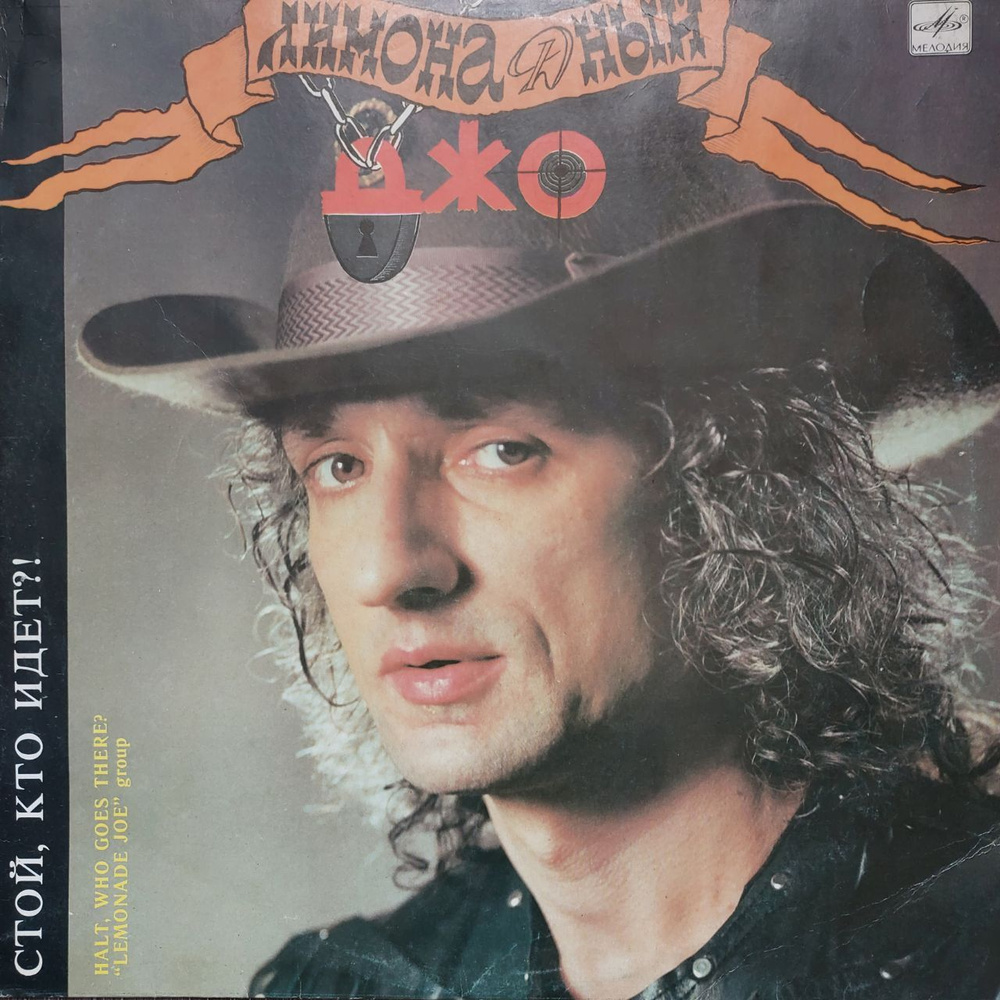 ЛИМОНАДНЫЙ
ДЖО
МЕЛОДИЯ
СТОЙ, КТО ИДЕТ?!
HALT, WHO GOES THERE?
“LEMONADE JOE” group